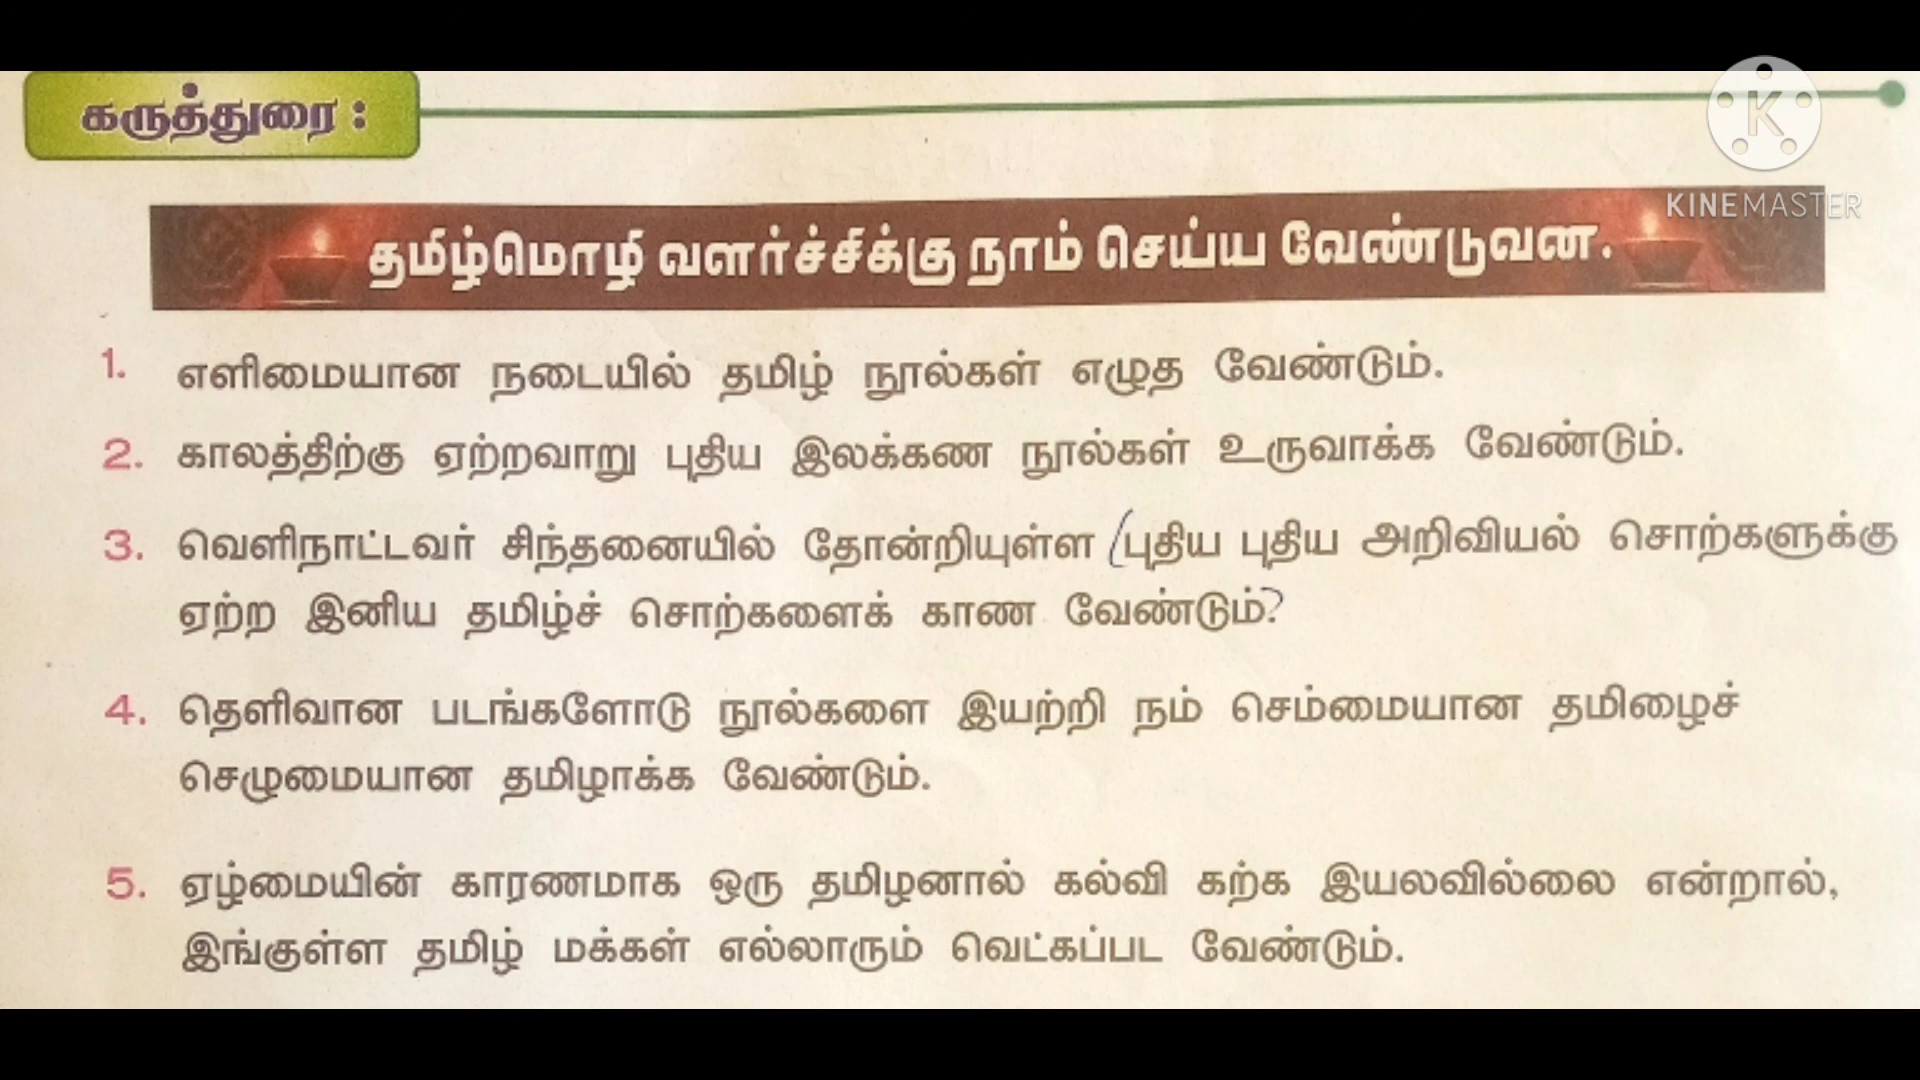 கருத்துரை :
K
KINEMASTER
தமிழ்மொழி வளர்ச்சிக்கு நாம் செய்ய வேண்டுவன.
1. எளிமையான நடையில் தமிழ் நூல்கள் எழுத வேண்டும்.
2. காலத்திற்கு ஏற்றவாறு புதிய இலக்கண நூல்கள் உருவாக்க வேண்டும்.
3. வெளிநாட்டவர் சிந்தனையில் தோன்றியுள்ள (புதிய புதிய அறிவியல் சொற்களுக்கு
ஏற்ற இனிய தமிழ்ச் சொற்களைக் காண வேண்டும்?
4. தெளிவான படங்களோடு நூல்களை இயற்றி நம் செம்மையான தமிழைச்
செழுமையான தமிழாக்க வேண்டும்.
5. ஏழ்மையின் காரணமாக ஒரு தமிழனால் கல்வி கற்க இயலவில்லை என்றால்,
இங்குள்ள தமிழ் மக்கள் எல்லாரும் வெட்கப்பட வேண்டும்.